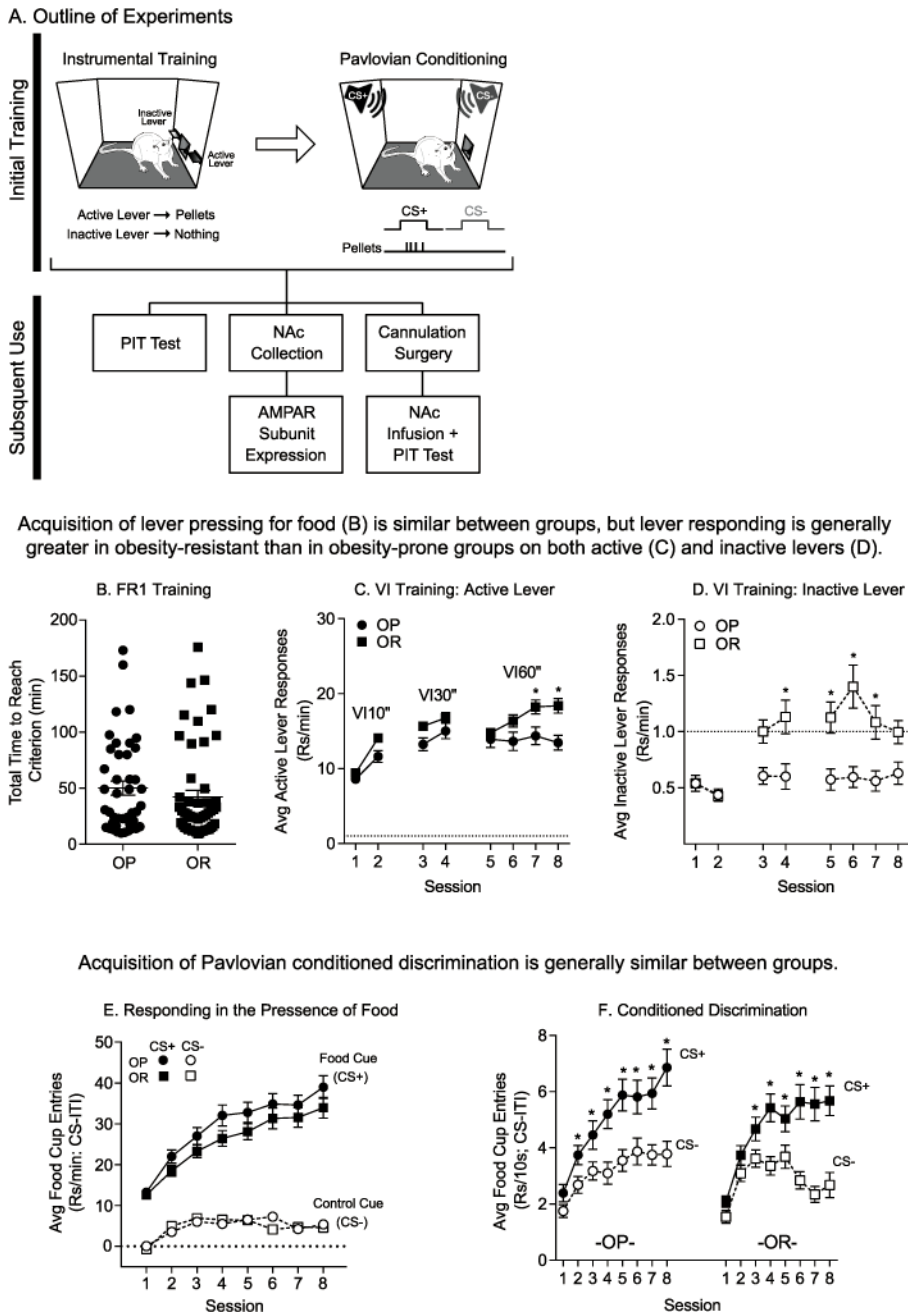 A. Outline of Experiments
Initial Training
Instrumental Training
Inactive
Lever
Active
Lever
Active Lever → Pellets
Inactive Lever → Nothing
Pavlovian Conditioning
CS+
CS-
CS+
CS-
Pellets
Subsquent Use
PIT Test
NAc
Collection
Cannulation
Surgery
AMPAR
Subunit
Expression
NAc
Infusion +
PIT Test
Acquisition of lever pressing for food (B) is similar between groups, but lever responding is generally
greater in obesity-resistant than in obesity-prone groups on both active (C) and inactive levers (D).
B. FR1 Training
Total Time to Reach
Criterion (min)
200
150
100
50
0
OP
OR
C. VI Training: Active Lever
Avg Active Lever Responses
(Rs/min)
30
20
10
0
OP
OR
VI10"
VI30"
VI60"
* *
1 2 3 4 5 6 7 8
Session
D. VI Training: Inactive Lever
Avg Inactive Lever Responses
(Rs/min)
2.0
1.5
1.0
0.5
OP
OR
* * * *
1 2 3 4 5 6 7 8
Session
Acquisition of Pavlovian conditioned discrimination is generally similar between groups.
E. Responding in the Pressence of Food
Avg Food Cup Entries
(Rs/min: CS-ITI)
50
40
30
20
10
0
CS+ CS-
OP
OR
Food Cue
(CS+)
Control Cue
(CS-)
1 2 3 4 5 6 7 8
Session
F. Conditioned Discrimination
Avg Food Cup Entries
(Rs/10s; CS-ITI)
8
6
4
2
0
* * * * * * *
CS+
CS-
-OP-
* * * * * *
CS+
CS-
-OR-
1 2 3 4 5 6 7 8
1 2 3 4 5 6 7 8
Session